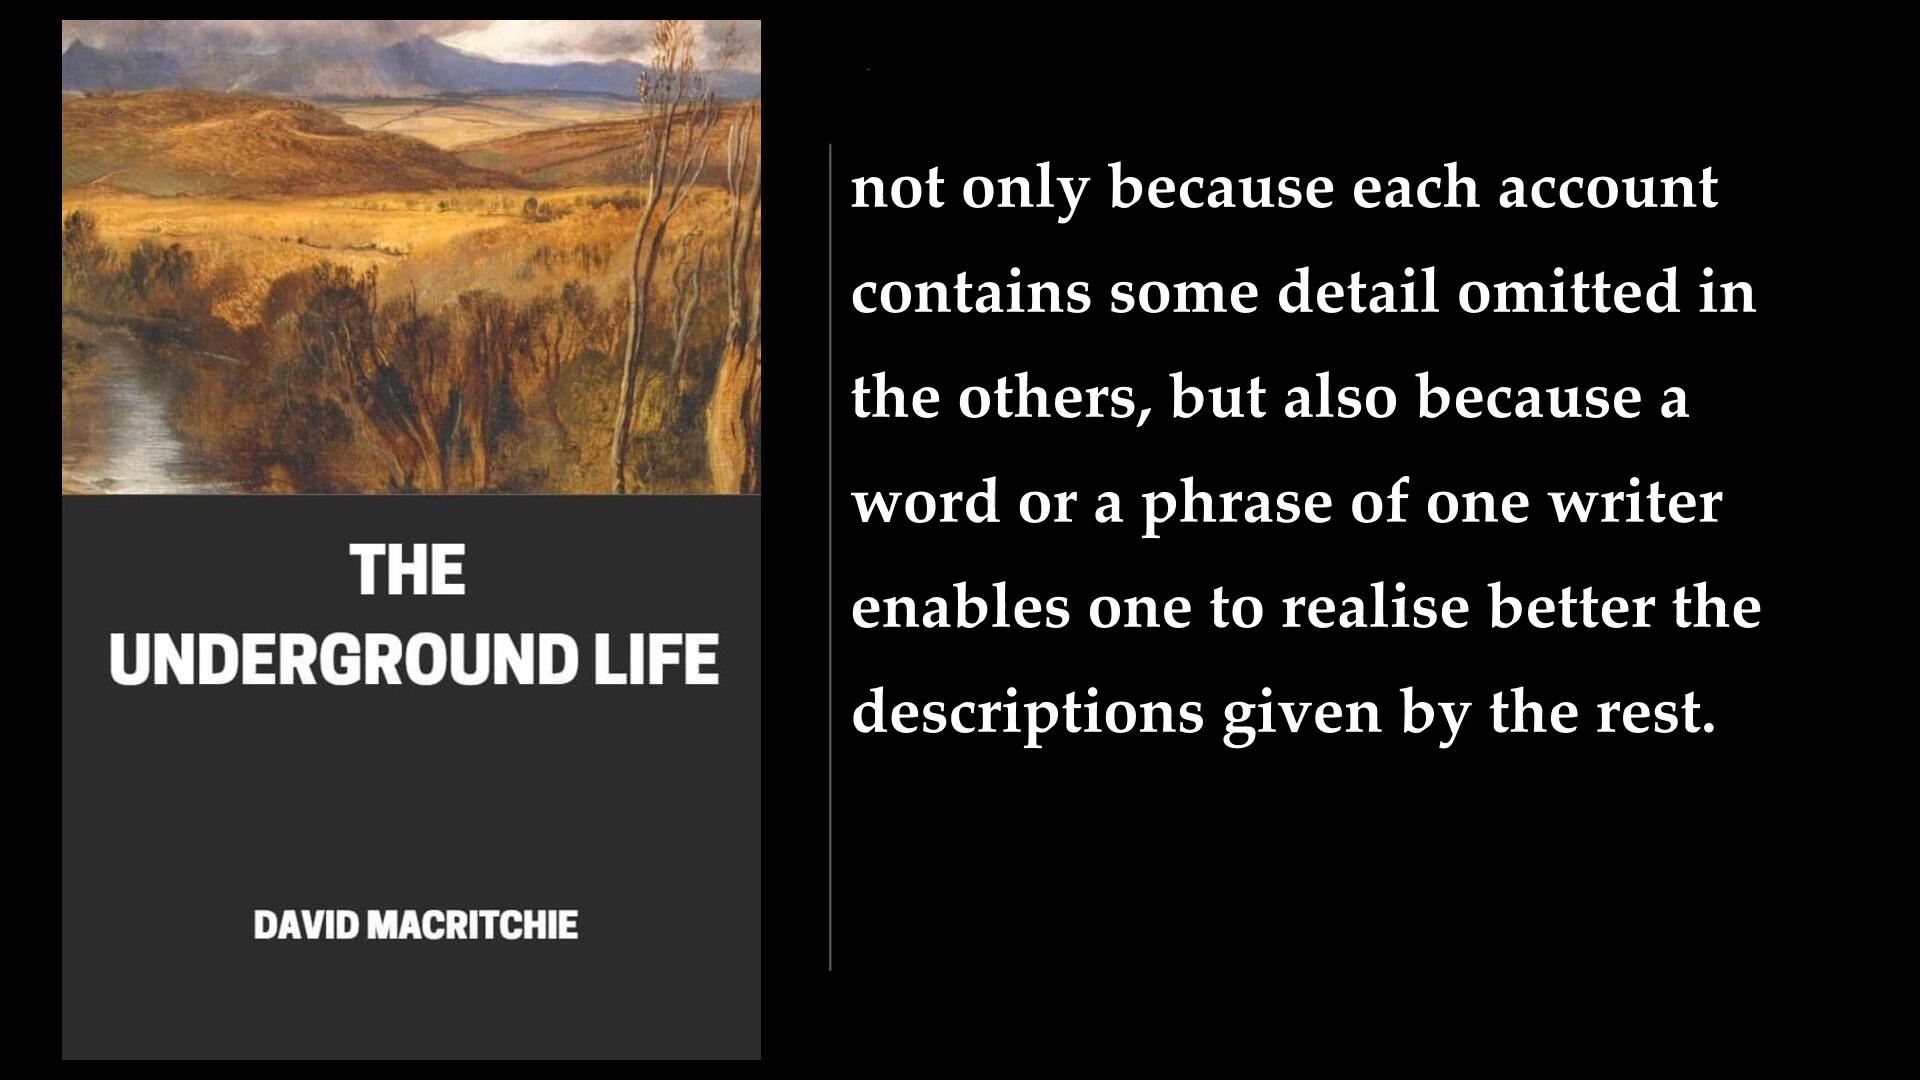 THE
UNDERGROUND LIFE
DAVID MACRITCHIE
not only because each account
contains some detail omitted in
the others, but also because a
word or a phrase of one writer
enables one to realise better the
descriptions given by the rest.